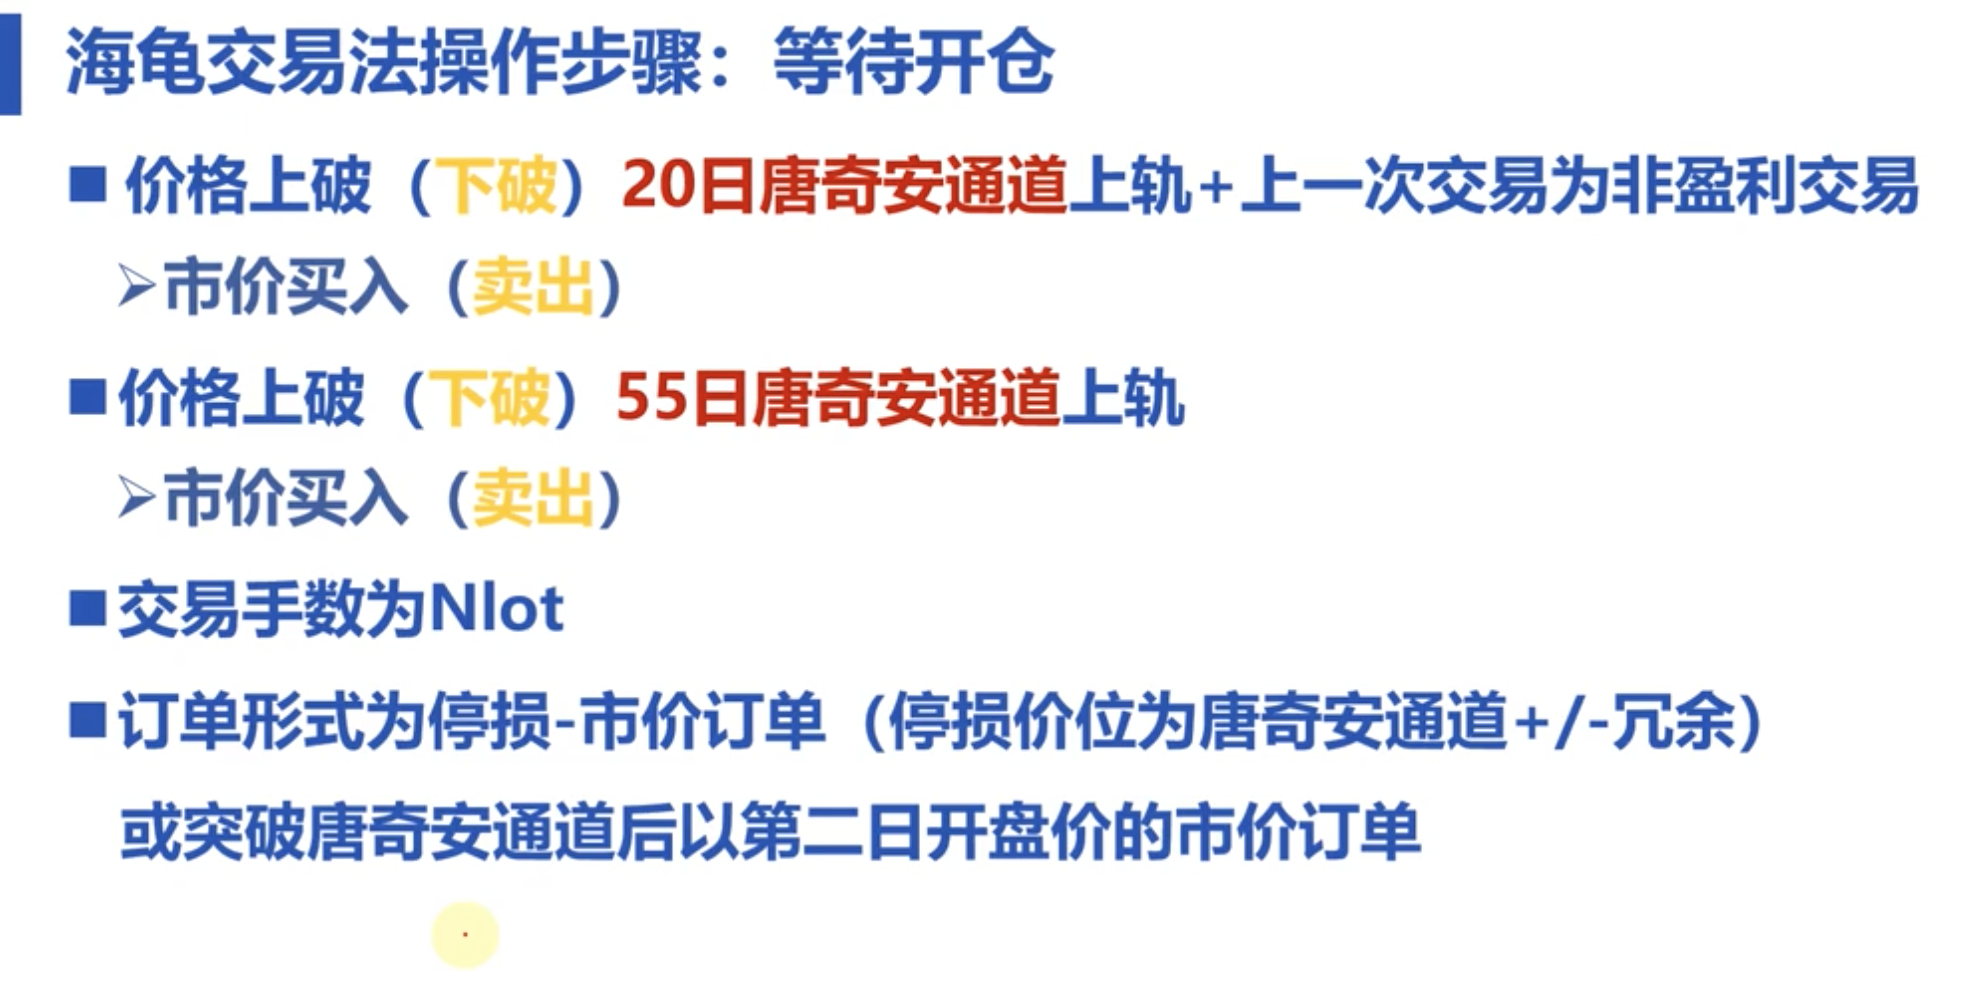 海龟交易法操作步骤：等待开仓
■ 价格上破（下破）20日唐奇安通道上轨+上一次交易为非盈利交易
➢市价买入（卖出）
■ 价格上破（下破）55日唐奇安通道上轨
➢市价买入（卖出）
■ 交易手数为Nlot
■ 订单形式为停损-市价订单（停损价位为唐奇安通道+/-冗余）
或突破唐奇安通道后以第二日开盘价的市价订单